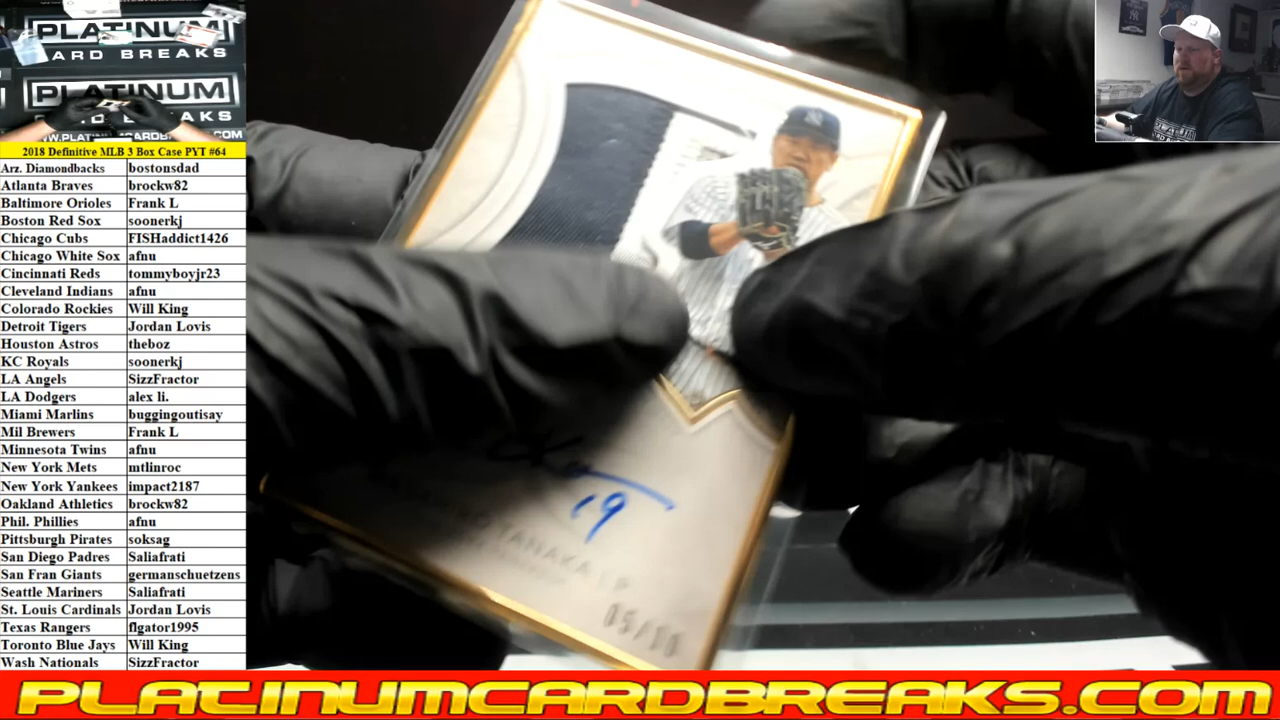 PLATINUM
ARD BREAKS
PLATINUM
2018 Definitive MLB 3 Box Case PYT #64
Arz. Diamondbacks bostonsdad
Atlanta Braves brockw82
Baltimore Orioles Frank L
Boston Red Sox soonerkj
Chicago Cubs FISHaddict1426
Chicago White Sox afnu
Cincinnati Reds tommyboyjr23
Cleveland Indians afnu
Colorado Rockies Will King
Detroit Tigers Jordan Lovis
Houston Astros theboz
KC Royals soonerkj
LA Angels SizzFractor
LA Dodgers alex li.
Miami Marlins buggingoutisay
Mil Brewers Frank L
Minnesota Twins afnu
New York Mets mtlinroc
New York Yankees impact2187
Oakland Athletics brockw82
Phil. Phillies afnu
Pittsburgh Pirates soksag
San Diego Padres Saliafrati
San Fran Giants germanschuetzens
Seattle Mariners Saliafrati
St. Louis Cardinals Jordan Lovis
Texas Rangers flgator1995
Toronto Blue Jays Will King
Wash Nationals SizzFractor
19
TANAKA
05/10
PLATINUMCARDBREAKS.COM